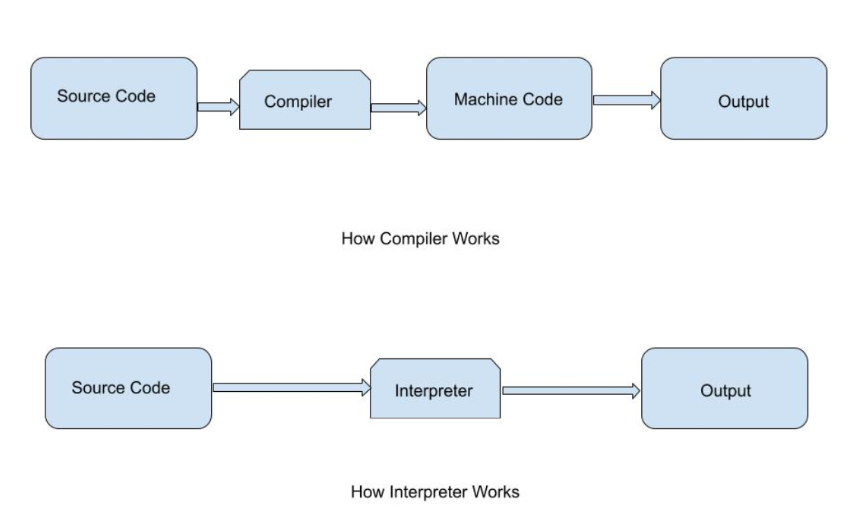 Source Code
Compiler
Machine Code
Output
How Compiler Works
Source Code
Interpreter
Output
How Interpreter Works